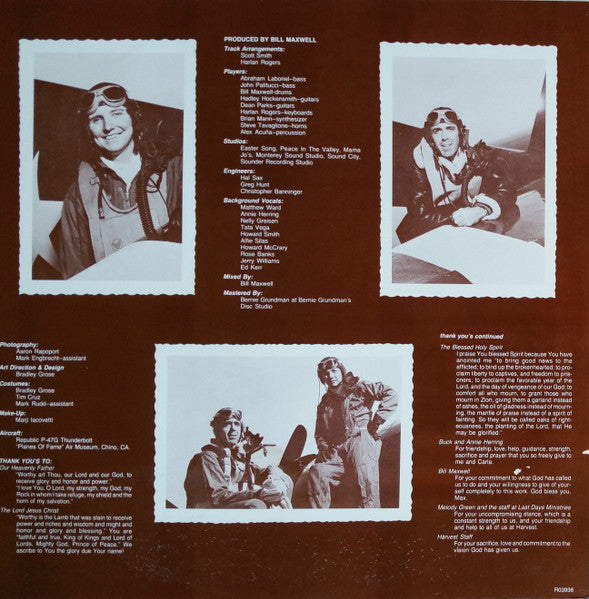 PRODUCED BY BILL MAXWELL
Track Arrangements:
Scott Smith
Harlan Rogers
Players:
Abraham Laboriel–bass
John Patitucci–bass
Bill Maxwell-drums
Hadley Hockensmith–guitars
Dean Parks–guitars
Harlan Rogers–keyboards
Brian Mann–synthesizer
Steve Tavaglione–horns
Alex Acuña–percussion
Studios:
Easter Song, Peace In The Valley, Mama
Jo's, Monterey Sound Studio, Sound City,
Sounder Recording Studio
Engineers:
Hal Sax
Greg Hunt
Christopher Banninger
Background Vocals:
Matthew Ward
Annie Herring
Nelly Greisen
Tata Vega
Howard Smith
Alfie Silas
Howard McCrary
Rose Banks
Jerry Williams
Ed Kerr
Mixed By:
Bill Maxwell
Mastered By:
Bernie Grundman at Bernie Grundman's
Disc Studio
Photography:
Aaron Rapoport
Mark Engbrecht–assistant
Art Direction & Design
Bradley Grose
Costumes:
Bradley Grose
Tim Cruz
Mark Rudd–assistant
Make-Up:
Marji Iacovetti
Aircraft:
Republic P-47G Thunderbolt
"Planes Of Fame" Air Museum, Chino, CA.
THANK YOU'S TO:
Our Heavenly Father
"Worthy art Thou, our Lord and our God, to
receive glory and honor and power."
"I love You, O Lord, my strength, my God, my
Rock in whom I take refuge, my shield and the
horn of my salvation."
The Lord Jesus Christ
"Worthy is the Lamb that was slain to receive
power and riches and wisdom and might and
honor and glory and blessing." You are
"faithful and true, King of Kings and Lord of
Lords, Mighty God, Prince of Peace." We
ascribe to You the glory due Your name!
thank you's continued
The Blessed Holy Spirit
I praise You blessed Spirit because You have
anointed me "to bring good news to the
afflicted; to bind up the brokenhearted, to pro-
claim liberty to captives, and freedom to pris-
oners; to proclaim the favorable year of the
Lord, and the day of vengeance of our God; to
comfort all who mourn, to grant those who
mourn in Zion, giving them a garland instead
of ashes, the oil of gladness-instead of mourn-
ing, the mantle of praise instead of a spirit of
fainting. So they will be called oaks of right-
eousness, the planting of the Lord, that He
may be glorified."
Buck and Annie Herring
For friendship, love, help, guidance, strength,
sacrifice and prayer that you so freely give to
me and Carla.
Bill Maxwell
For your commitment to what God has called
us to do and your willingness to give of your-
self completely to this work. God bless you,
Max.
Melody Green and the staff at Last Days Ministries
For your uncompromising stance, which is a
constant strength to us, and your friendship
and help to all of us at Harvest.
Harvest Staff
For your sacrifice, love and commitment to the
vision God has given us.
R03936